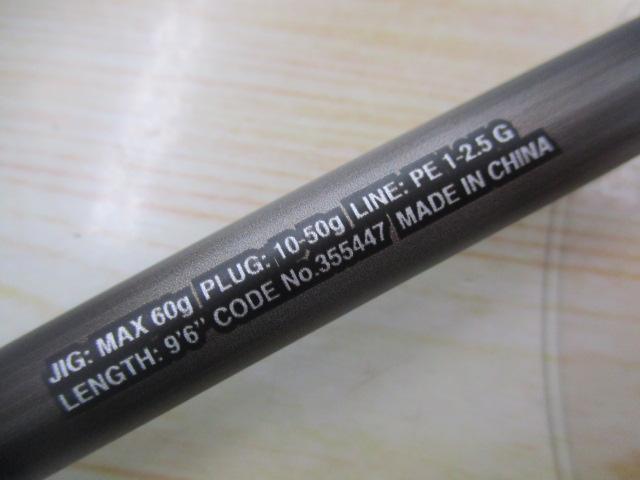 JIG: MAX 60g | PLUG: 10-50g | LINE: PE 1-2.5 G
LENGTH: 9'6" CODE No.355447 | MADE IN CHINA